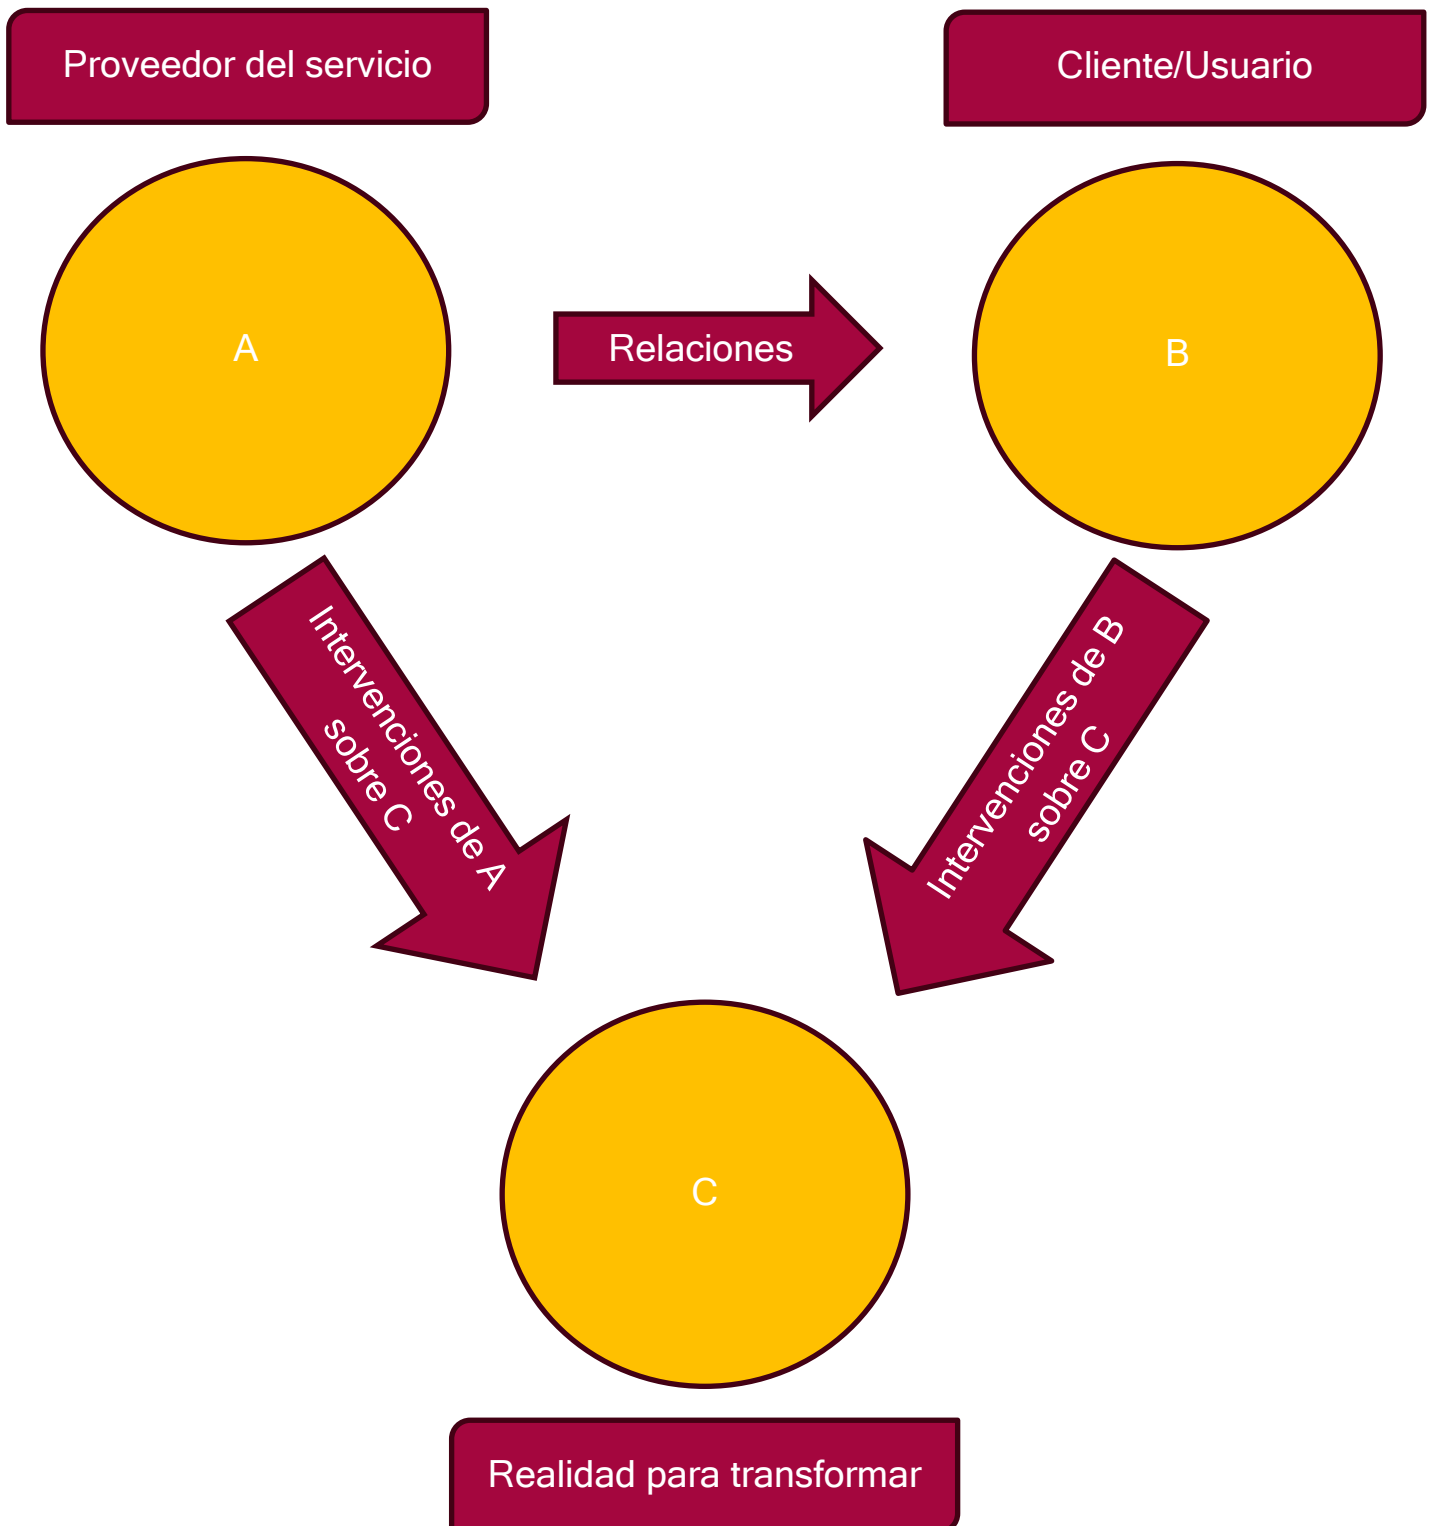 Proveedor del servicio
Cliente/Usuario
A
Relaciones
B
Intervenciones de A
sobre C
Intervenciones de B
sobre C
C
Realidad para transformar